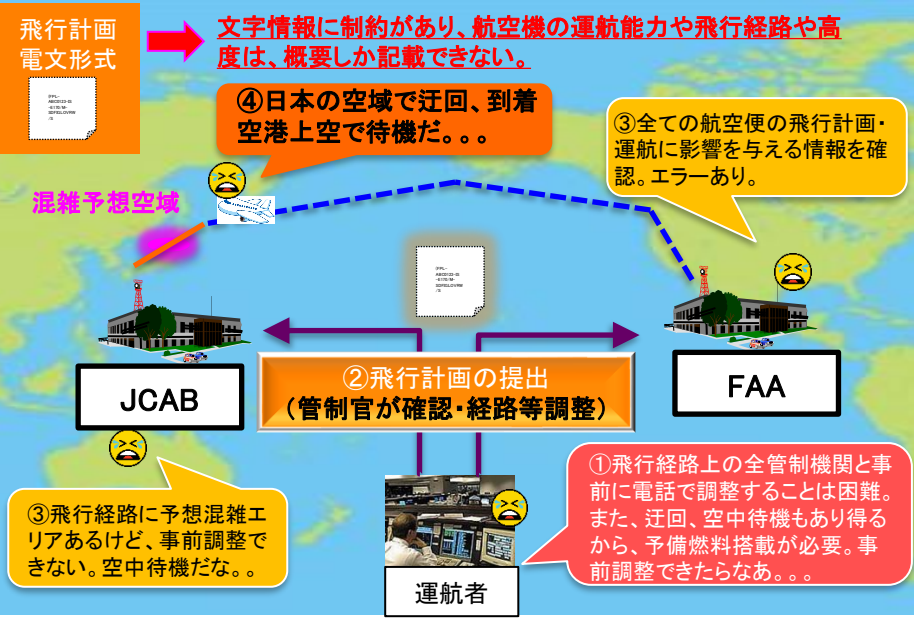 飛行計画
電文形式
文字情報に制約があり、航空機の運航能力や飛行経路や高
度は、概要しか記載できない。
④日本の空域で迂回、到着
空港上空で待機だ。。。
③全ての航空便の飛行計画・
運航に影響を与える情報を確
認。エラーあり。
混雑予想空域
JCAB
②飛行計画の提出
(管制官が確認・経路等調整)
FAA
③飛行経路に予想混雑エ
リアあるけど、事前調整で
きない。空中待機だな。。
①飛行経路上の全管制機関と事
前に電話で調整することは困難。
また、迂回、空中待機もあり得る
から、予備燃料搭載が必要。事
前調整できたらなあ。。。
運航者